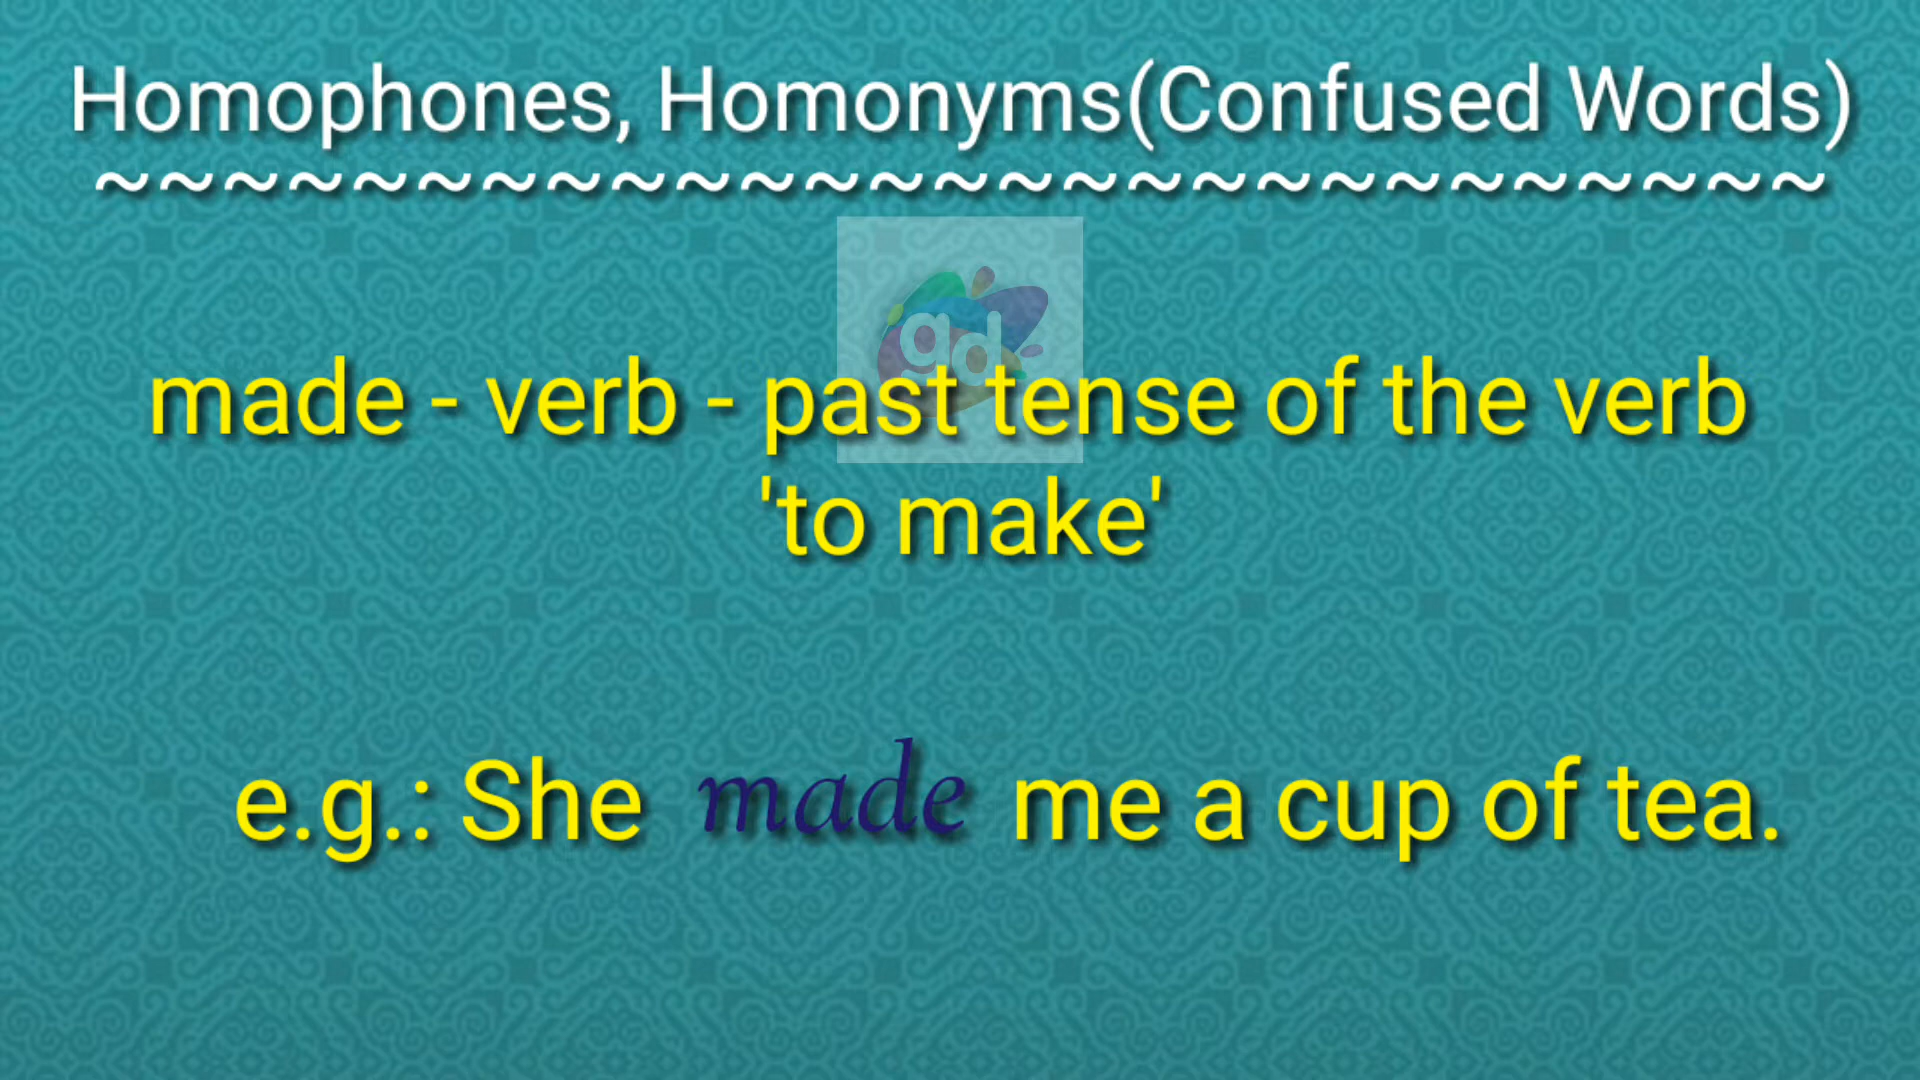 Homophones, Homonyms(Confused Words)
~~~~~~~~~~~~~~~~~~~~~~~~~~~
gd
made - verb - past tense of the verb
'to make'
e.g.: She made me a cup of tea.